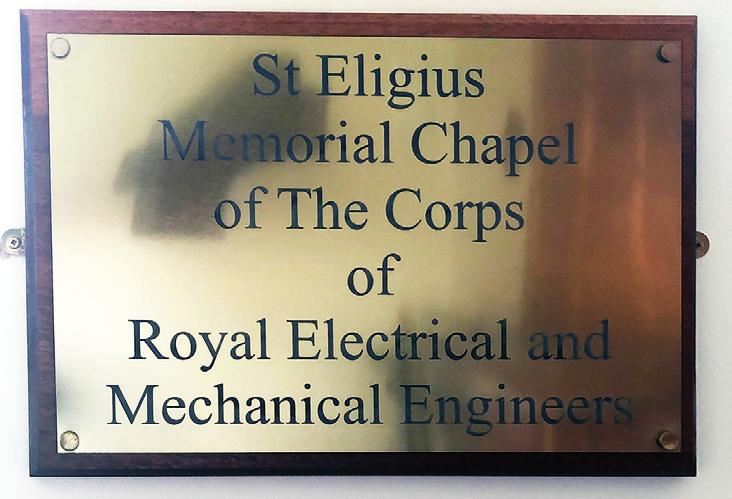 St Eligius
Memorial Chapel
of The Corps
of
Royal Electrical and
Mechanical Engineers